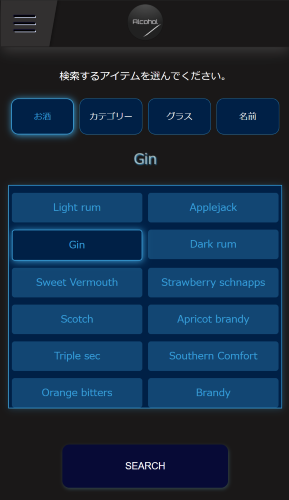 Alcohol
検索するアイテムを選んでください。
お酒 カテゴリー グラス 名前
Gin
Light rum Applejack
Gin Dark rum
Sweet Vermouth Strawberry schnapps
Scotch Apricot brandy
Triple sec Southern Comfort
Orange bitters Brandy
SEARCH